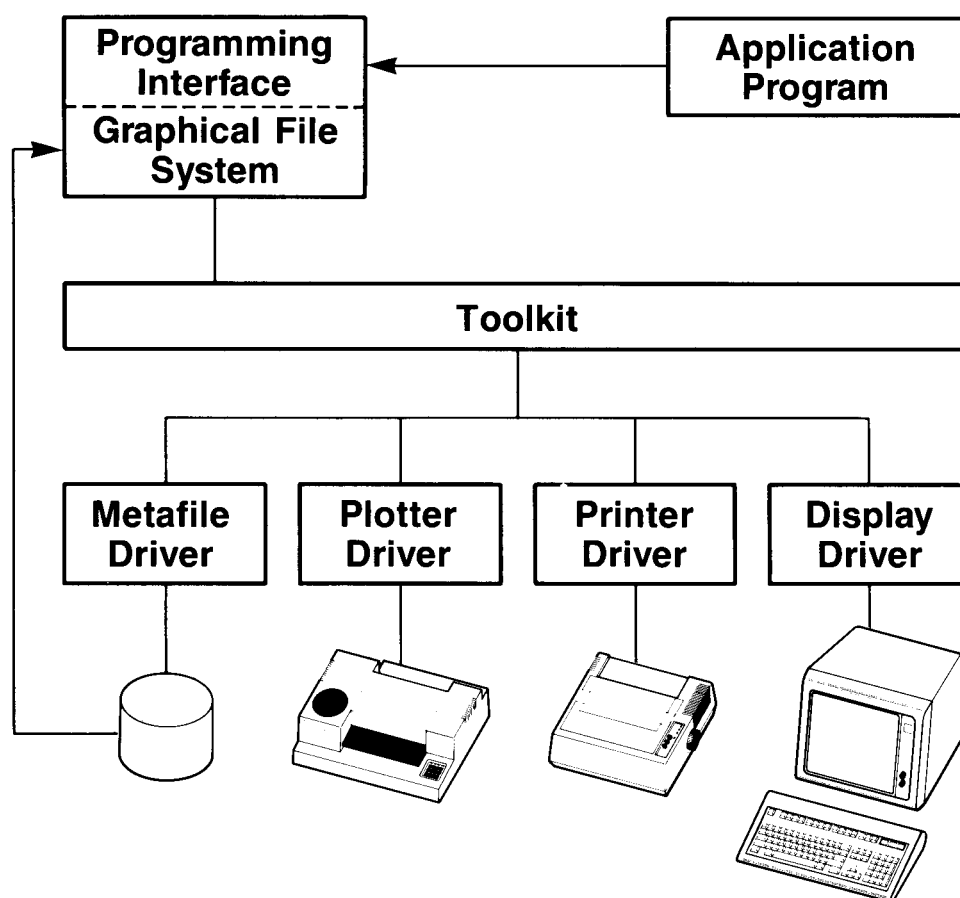 Programming
Interface
Graphical File
System
Application
Program
Toolkit
Metafile
Driver
Plotter
Driver
Printer
Driver
Display
Driver